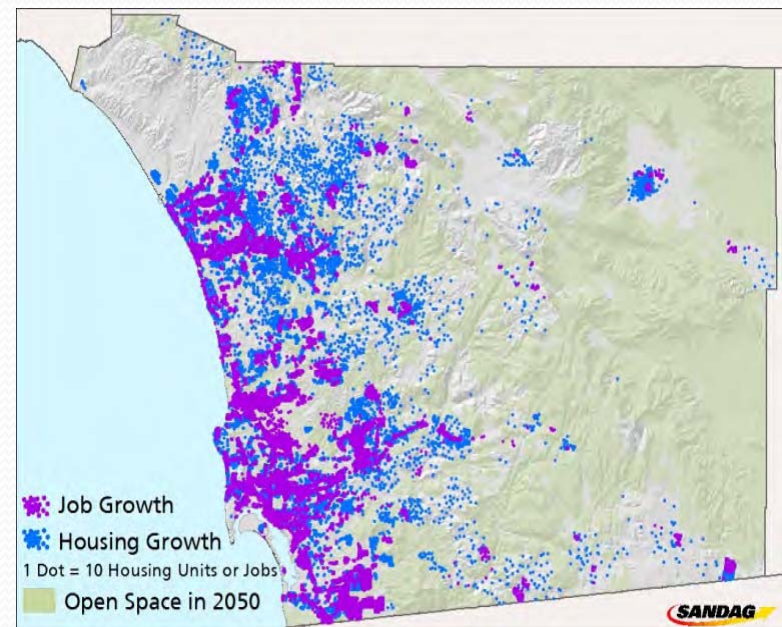 Job Growth
Housing Growth
1 Dot = 10 Housing Units or Jobs
Open Space in 2050
SANDAG